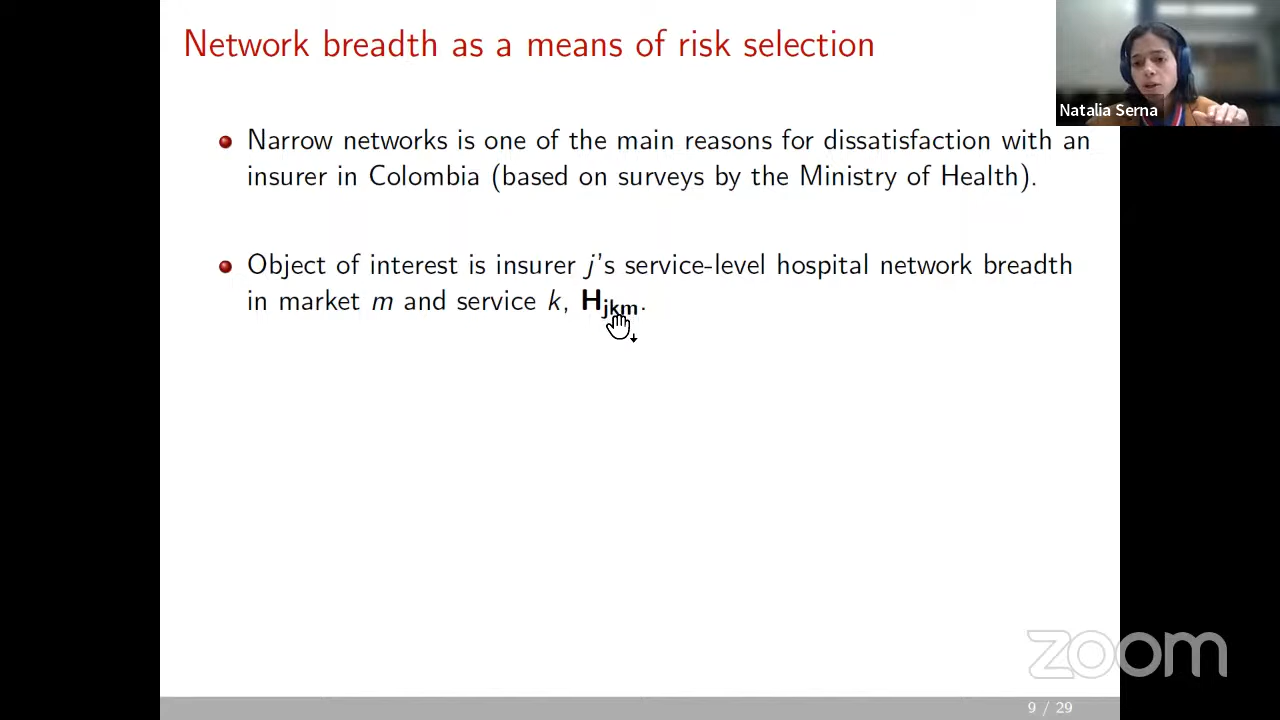 Network breadth as a means of risk selection
Natalia Serna
Narrow networks is one of the main reasons for dissatisfaction with an
insurer in Colombia (based on surveys by the Ministry of Health).
Object of interest is insurer j's service-level hospital network breadth
in market m and service k, Hjkm.
zoom
9 / 29